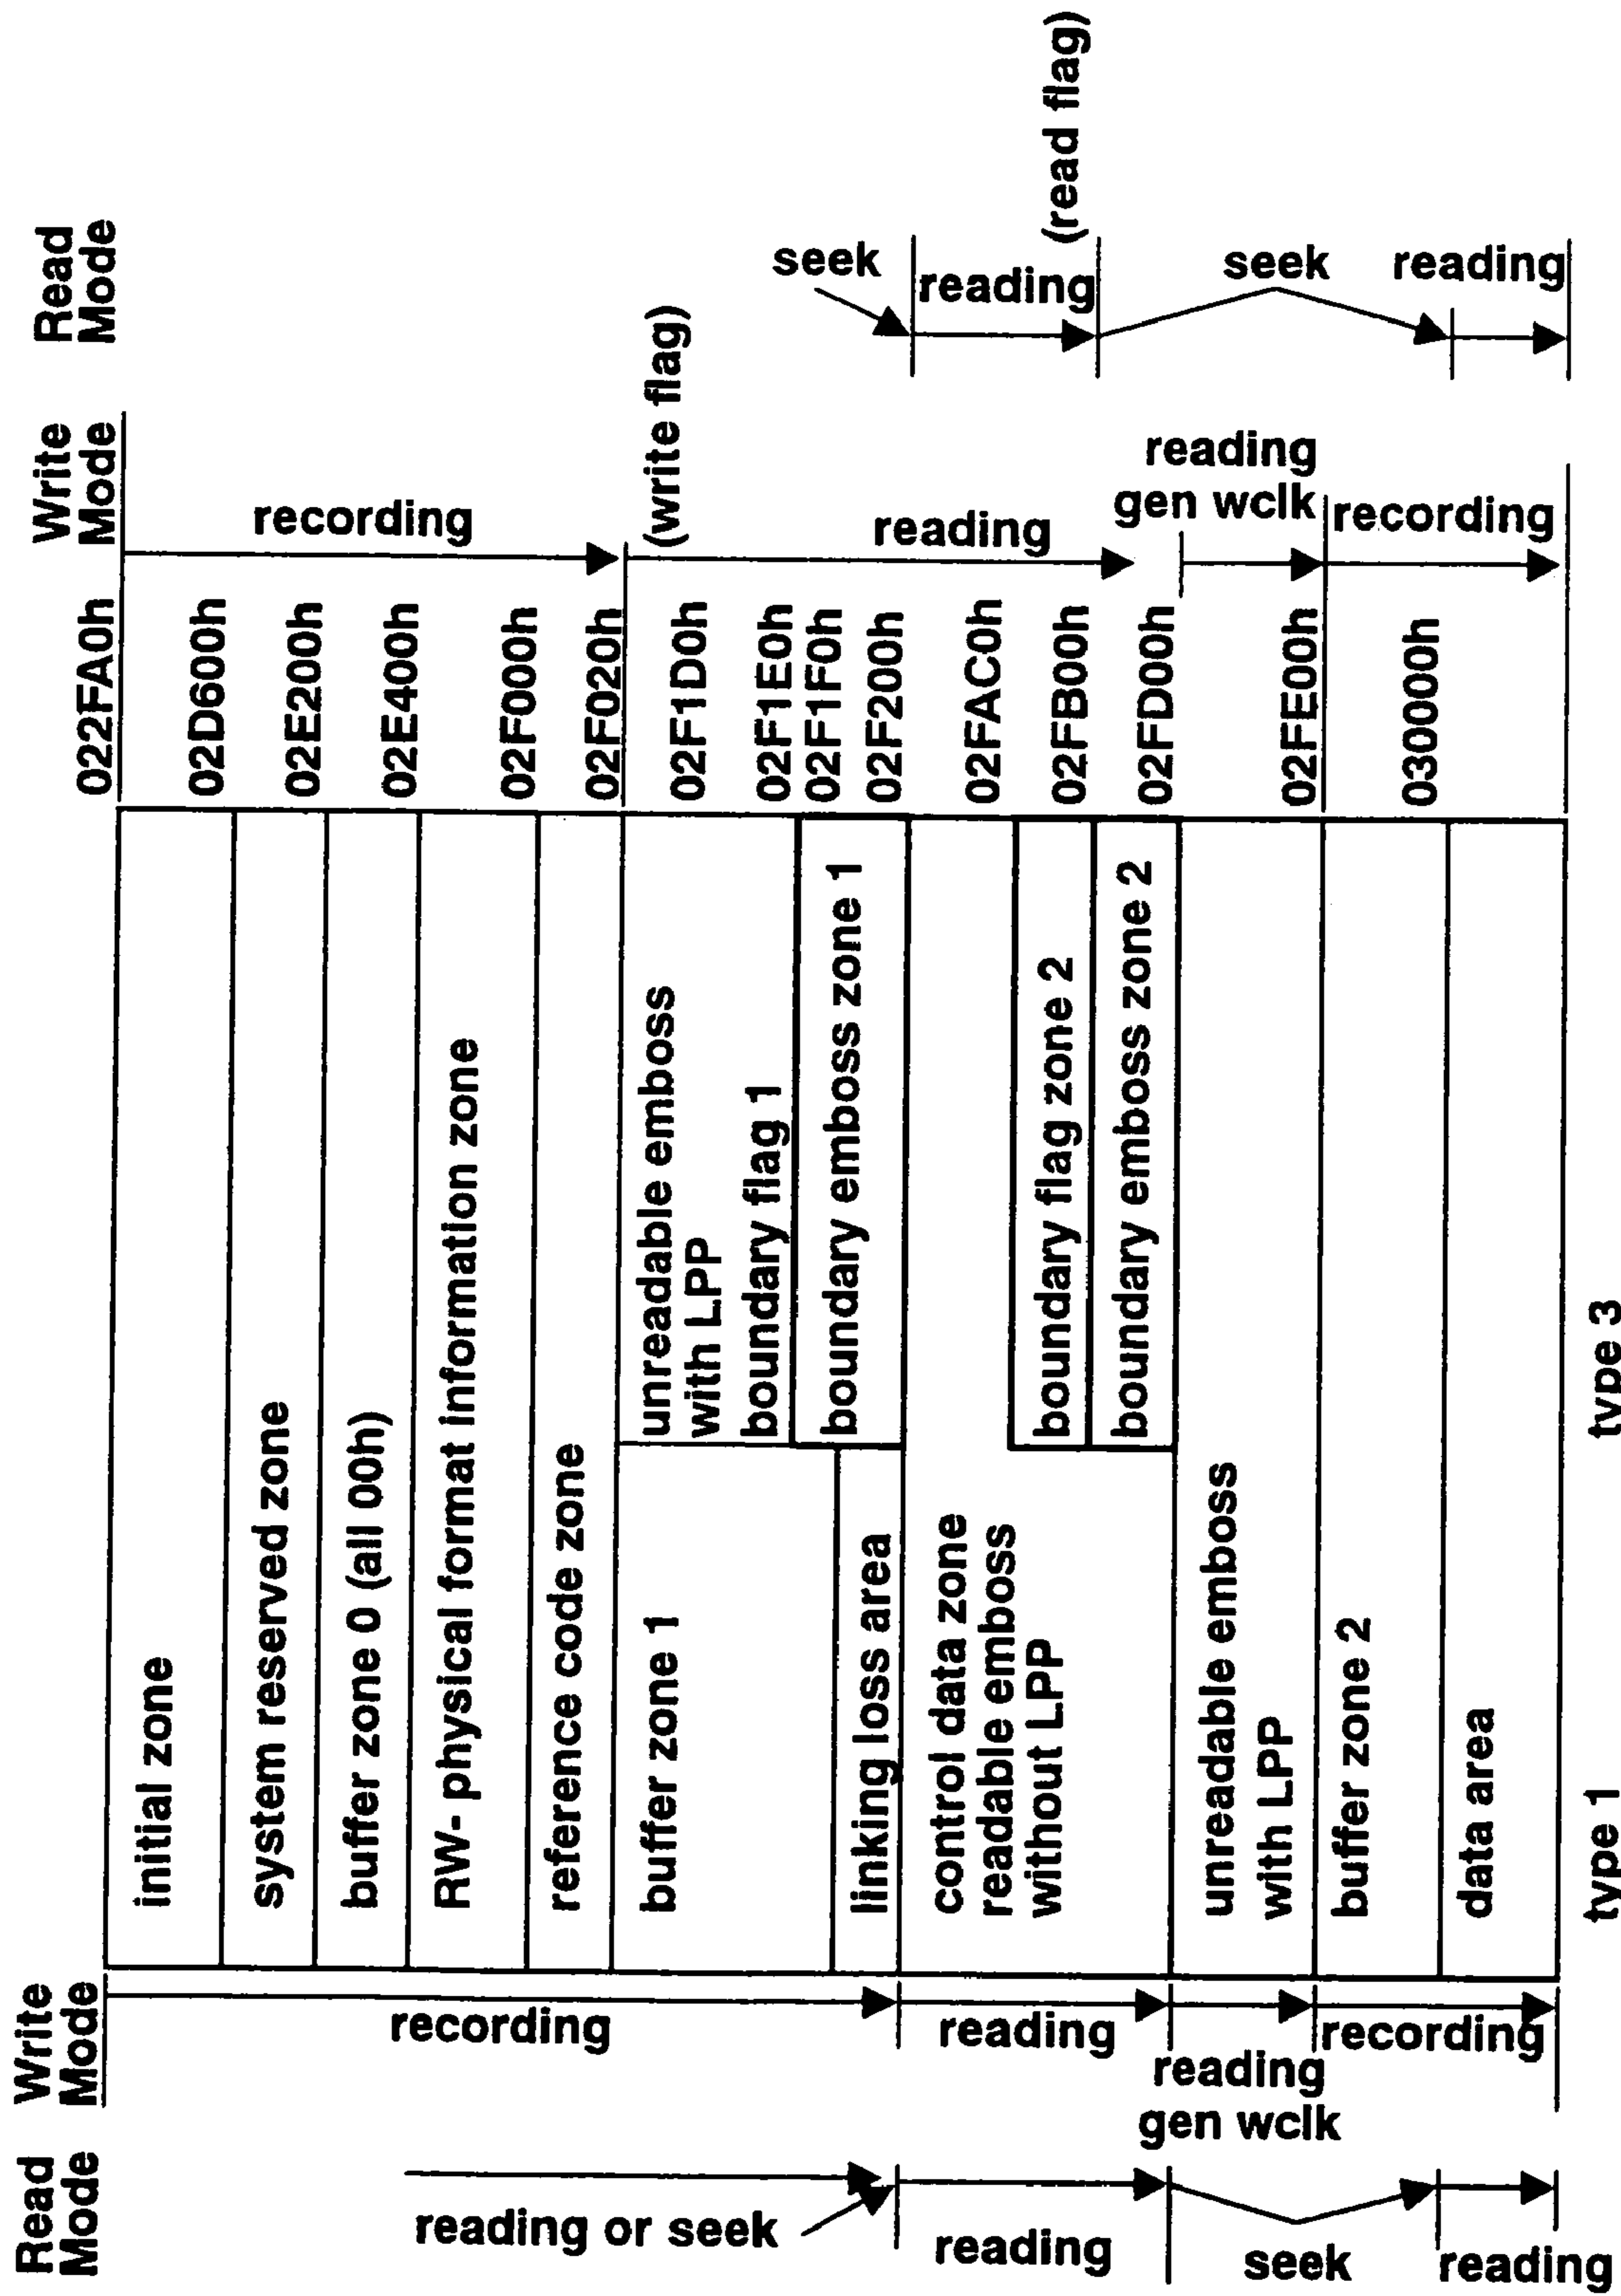 Read
Mode
Write
Mode
022FA0h
02D600h
02E200h
02E400h
02F000h
02F020h
02F1D0h
02F1E0h
02F1F0h
02F200h
02FAC0h
02FB00h
02FD00h
02FE00h
030000h
recording
(write flag)
reading
reading
gen wclk
recording
seek
reading
(read flag)
seek
reading
initial zone
system reserved zone
buffer zone 0 (all 00h)
RW- physical format information zone
reference code zone
buffer zone 1
unreadable emboss
with LPP
boundary flag 1
boundary emboss zone 1
linking loss area
control data zone
readable emboss
without LPP
boundary flag zone 2
boundary emboss zone 2
unreadable emboss
with LPP
buffer zone 2
data area
type 1
type 3
Write
Mode
recording
reading
reading
gen wclk
recording
Read
Mode
reading or seek
reading
seek
reading